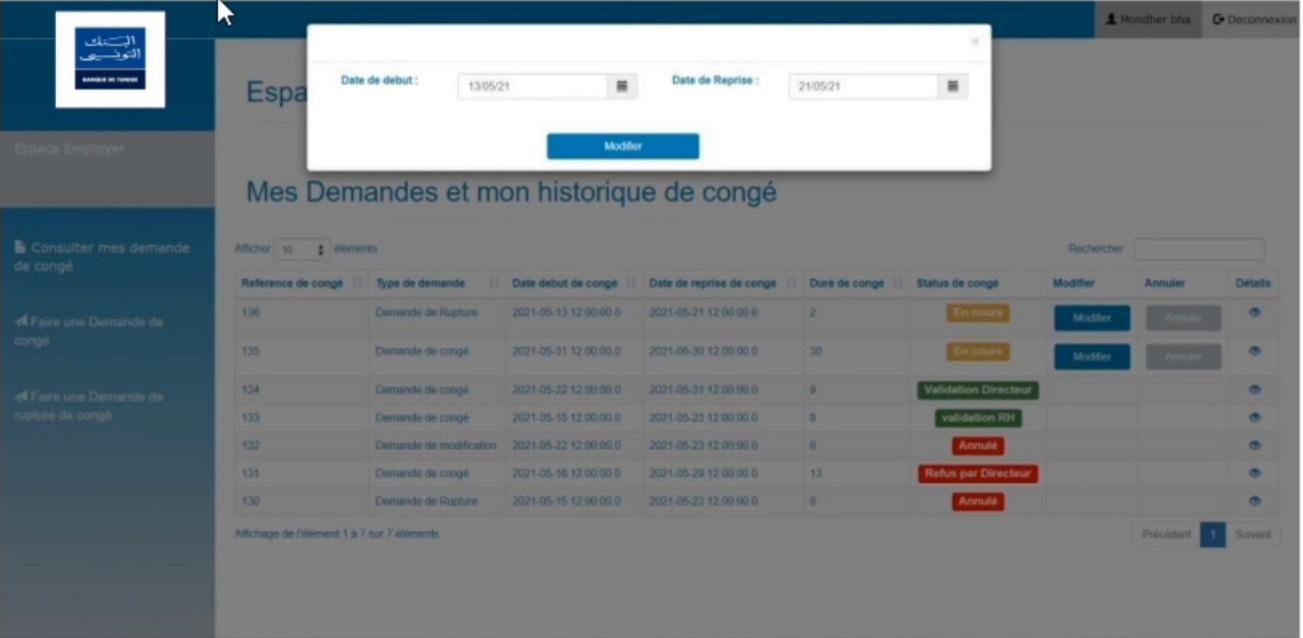 البنك
التونسي
BANQUE DE TUNISIE
Mondher bha
Deconnexion
×
Date de debut :
13/05/21
Date de Reprise :
21/05/21
Modifier
Espa
Espace Employer
Consulter mes demande
de congé
Faire une Demande de
congé
Faire une Demande de
rupture de congé
Mes Demandes et mon historique de congé
Afficher 10 éléments
Rechercher
Reference de congé Type de demande Date debut de congé Date de reprise de congé Duré de congé Status de congé Modifier Annuler Détails
136 Demande de Rupture 2021-05-13 12:00:00.0 2021-05-21 12:00:00.0 2 En cours Modifier Annuler
135 Demande de congé 2021-05-31 12:00:00.0 2021-06-30 12:00:00.0 30 En cours Modifier Annuler
134 Demande de congé 2021-05-22 12:00:00.0 2021-05-31 12:00:00.0 9 Validation Directeur
133 Demande de congé 2021-05-15 12:00:00.0 2021-05-23 12:00:00.0 8 validation RH
132 Demande de modification 2021-05-22 12:00:00.0 2021-05-23 12:00:00.0 6 Annulé
131 Demande de congé 2021-05-16 12:00:00.0 2021-05-29 12:00:00.0 13 Refus par Directeur
130 Demande de Rupture 2021-05-15 12:00:00.0 2021-05-23 12:00:00.0 8 Annulé
Affichage de l'élement 1 à 7 sur 7 éléments
Précédent 1 Suivant